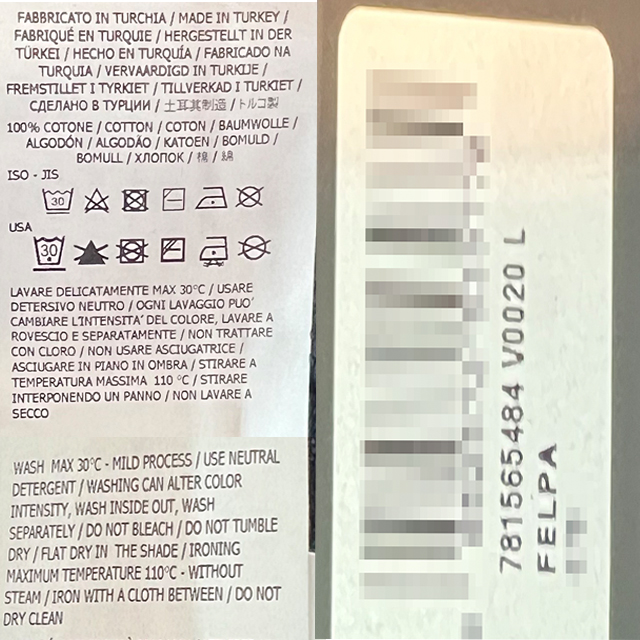 FABBRICATO IN TURCHIA / MADE IN TURKEY /
FABRIQUÉ EN TURQUIE / HERGESTELLT IN DER
TÜRKEI / HECHO EN TURQUÍA / FABRICADO NA
TURQUIA / VERVAARDIGD IN TURKIJE /
FREMSTILLET I TYRKIET / TILLVERKAD I TURKIET /
СДЕЛАНО В ТУРЦИИ / 土耳其制造 / トルコ製
100% COTONE / COTTON / COTON / BAUMWOLLE /
ALGODÓN / ALGODÃO / KATOEN / BOMULD /
BOMULL / ХЛОПОК / 棉 / 綿
ISO - JIS
30
USA
30
LAVARE DELICATAMENTE MAX 30°C / USARE
DETERSIVO NEUTRO / OGNI LAVAGGIO PUO'
CAMBIARE L'INTENSITA' DEL COLORE, LAVARE A
ROVESCIO E SEPARATAMENTE / NON TRATTARE
CON CLORO / NON USARE ASCIUGATRICE /
ASCIUGARE IN PIANO IN OMBRA / STIRARE A
TEMPERATURA MASSIMA 110 °C / STIRARE
INTERPONENDO UN PANNO / NON LAVARE A
SECCO
WASH MAX 30°C - MILD PROCESS / USE NEUTRAL
DETERGENT / WASHING CAN ALTER COLOR
INTENSITY, WASH INSIDE OUT, WASH
SEPARATELY / DO NOT BLEACH / DO NOT TUMBLE
DRY / FLAT DRY IN THE SHADE / IRONING
MAXIMUM TEMPERATURE 110°C - WITHOUT
STEAM / IRON WITH A CLOTH BETWEEN / DO NOT
DRY CLEAN
781565484 V0020 L
FELPA